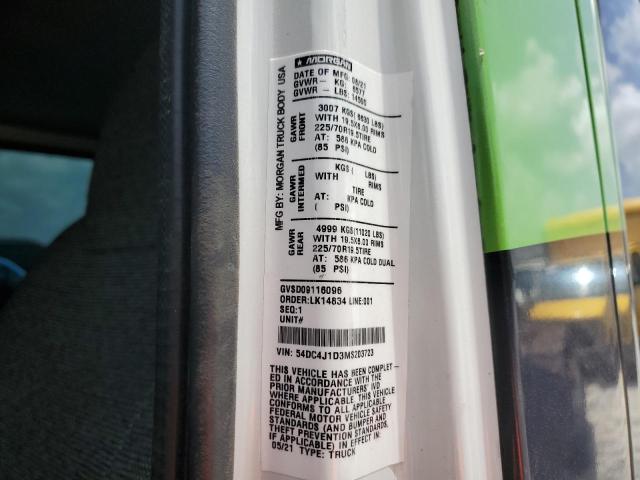 MORGAN
MFG BY: MORGAN TRUCK BODY USA
DATE OF MFG
GVWR- KG: 6577
GVWR- LBS: 14500
GAWR FRONT
3007 KGS(6630 LBS)
WITH 19.5X6.00 RIMS
225/70R19.5TIRE
AT: 586 KPA COLD
(85 PSI)
GAWR INTERMED
KGS( LBS)
WITH RIMS
TIRE
AT: KPA COLD
( PSI)
GAWR REAR
4999 KGS(11020 LBS)
WITH 19.5X6.00 RIMS
225/70R19.5TIRE
AT: 586 KPA COLD DUAL
(85 PSI)
GVSD09116096
ORDER:LK14834 LINE:001
SEQ:1
UNIT#
VIN: 54DC4J1D3MS203723
THIS VEHICLE HAS BEEN COMPLET-
ED IN ACCORDANCE WITH THE
PRIOR MANUFACTURERS' IVD
WHERE APPLICABLE. THIS VEHICLE
CONFORMS TO ALL APPLICABLE
FEDERAL MOTOR VEHICLE SAFETY
STANDARDS (AND BUMPER AND
THEFT PREVENTION STANDARDS,
IF APPLICABLE) IN EFFECT IN
05/21 TYPE: TRUCK